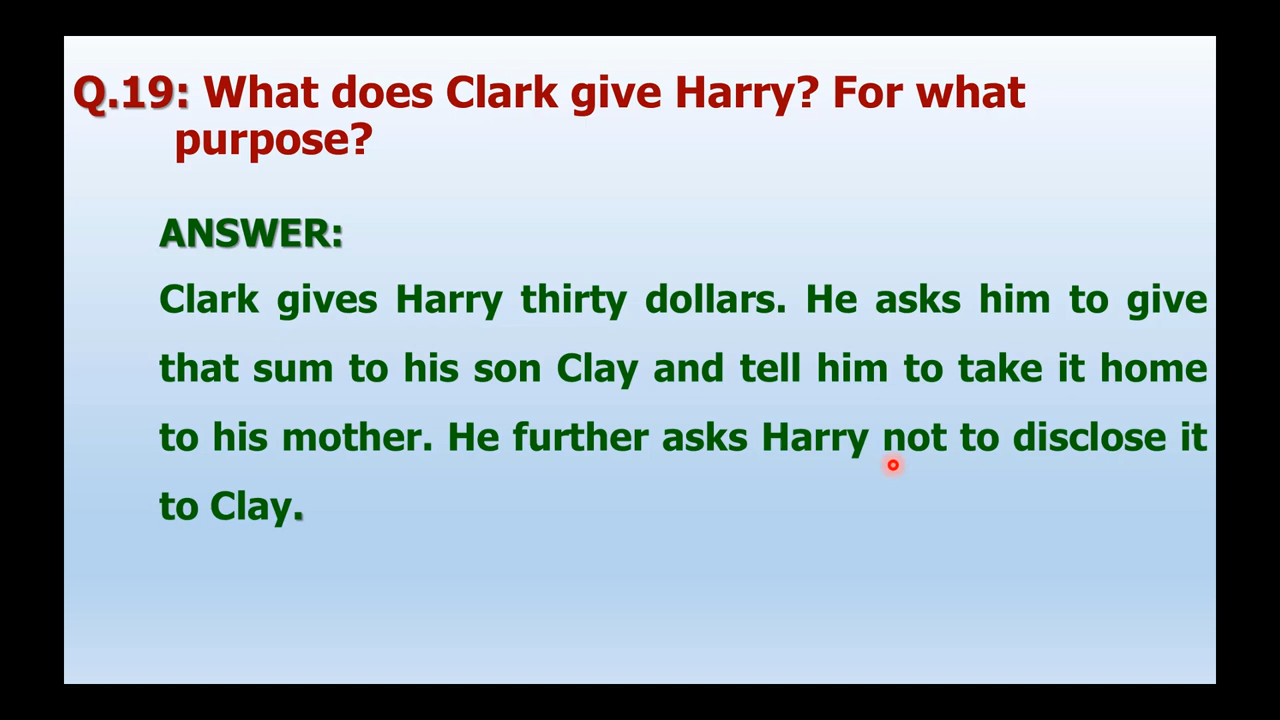 Q.19: What does Clark give Harry? For what
purpose?
ANSWER:
Clark gives Harry thirty dollars. He asks him to give
that sum to his son Clay and tell him to take it home
to his mother. He further asks Harry not to disclose it
to Clay.